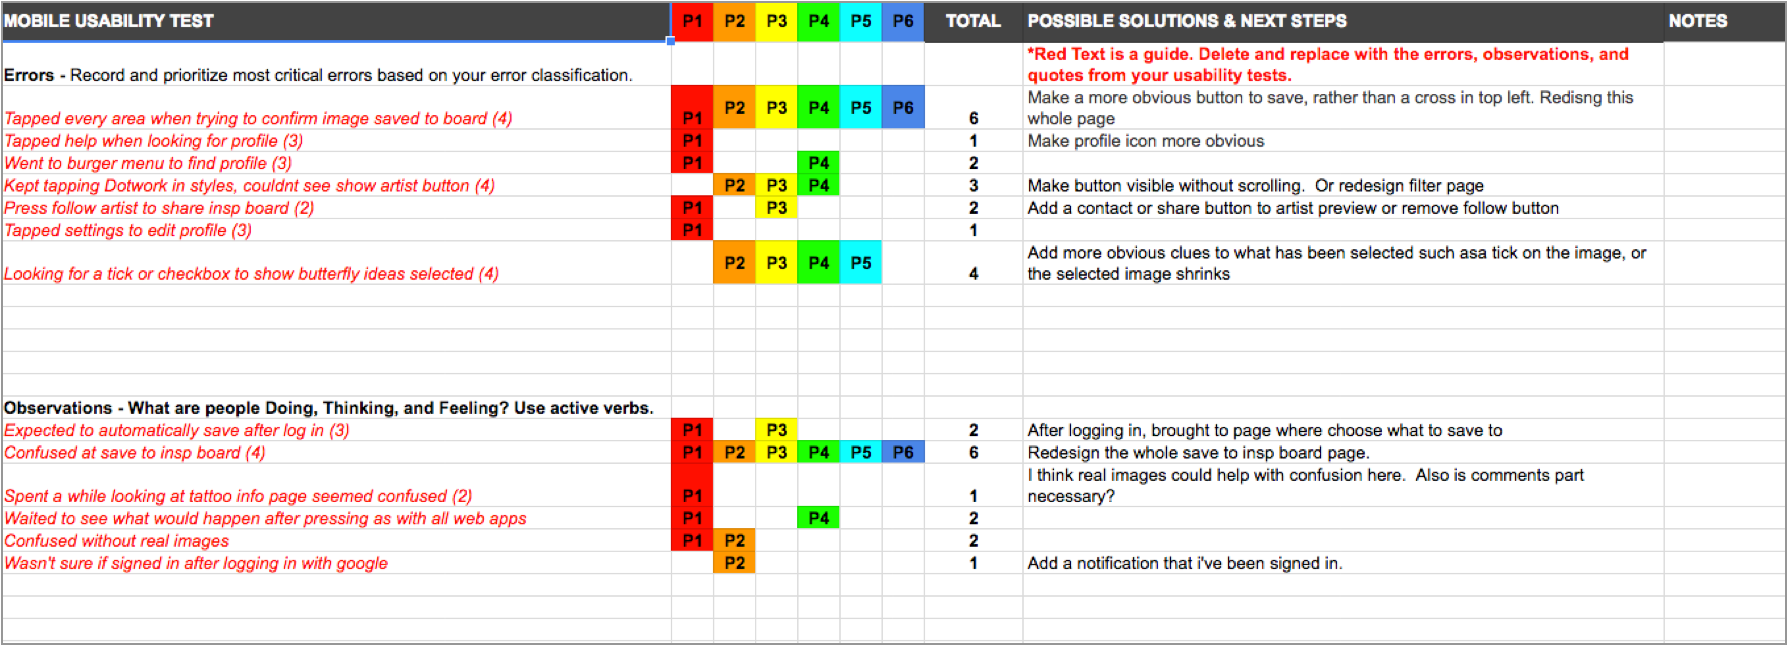 MOBILE USABILITY TEST P1 P2 P3 P4 P5 P6 TOTAL POSSIBLE SOLUTIONS & NEXT STEPS NOTES
*Red Text is a guide. Delete and replace with the errors, observations, and
Errors - Record and prioritize most critical errors based on your error classification. quotes from your usability tests.
Make a more obvious button to save, rather than a cross in top left. Redisng this
Tapped every area when trying to confirm image saved to board (4) P1 P2 P3 P4 P5 P6 6 whole page
Tapped help when looking for profile (3) P1 1 Make profile icon more obvious
Went to burger menu to find profile (3) P1 P4 2
Kept tapping Dotwork in styles, couldnt see show artist button (4) P2 P3 P4 3 Make button visible without scrolling.  Or redesign filter page
Press follow artist to share insp board (2) P1 P3 2 Add a contact or share button to artist preview or remove follow button
Tapped settings to edit profile (3) P1 1
Add more obvious clues to what has been selected such asa tick on the image, or
Looking for a tick or checkbox to show butterfly ideas selected (4) P2 P3 P4 P5 4 the selected image shrinks
Observations - What are people Doing, Thinking, and Feeling? Use active verbs.
Expected to automatically save after log in (3) P1 P3 2 After logging in, brought to page where choose what to save to
Confused at save to insp board (4) P1 P2 P3 P4 P5 P6 6 Redesign the whole save to insp board page.
I think real images could help with confusion here.  Also is comments part
Spent a while looking at tattoo info page seemed confused (2) P1 1 necessary?
Waited to see what would happen after pressing as with all web apps P1 P4 2
Confused without real images P1 P2 2
Wasn't sure if signed in after logging in with google P2 1 Add a notification that i've been signed in.